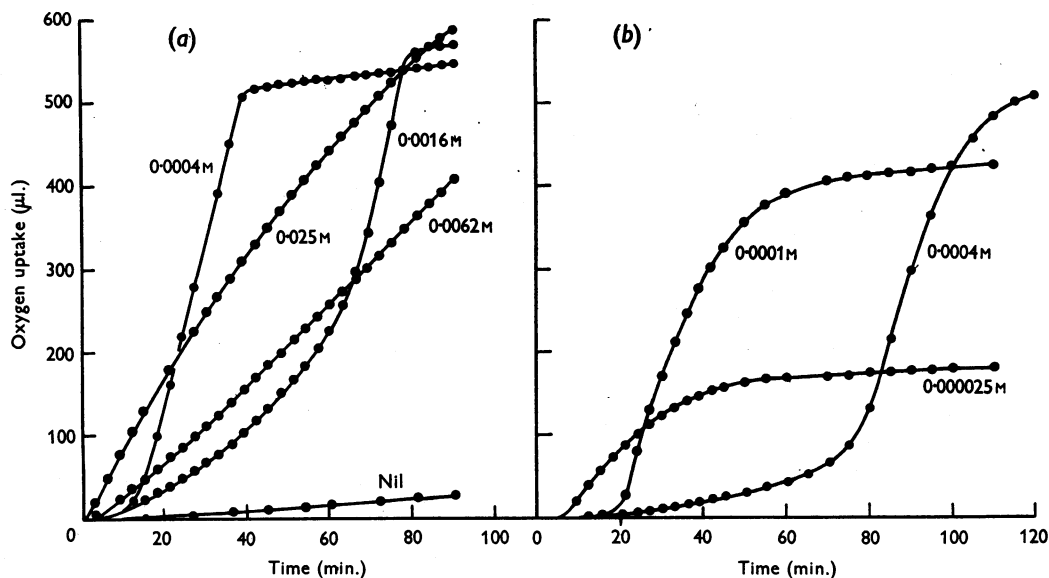 (a)
(b)
600
500
400
300
200
100
0
Oxygen uptake (µl.)
0·0004 M
0·0016 M
0·025 M
0·0062 M
Nil
0·0001 M
0·0004 M
0·000025 M
20 40 60 80 100
0 20 40 60 80 100 120
Time (min.)
Time (min.)